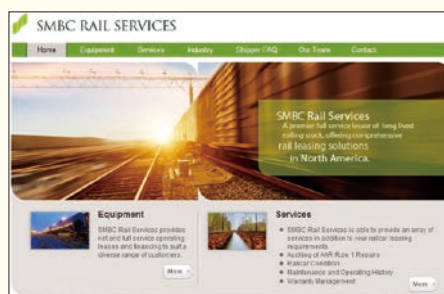 SMBC RAIL SERVICES
Home Equipment Services Industry Shipper FAQ Our Team Contact
SMBC Rail Services
A premier full service lessor of long lived
rolling stock, offering comprehensive
rail leasing solutions
in North America.
Equipment
SMBC Rail Services provides
net and full service operating
leases and financing to suit a
diverse range of customers.
More
Services
SMBC Rail Services is able to provide an array of
services in addition to your railcar leasing
requirements.
Auditing of AAR Rule 1 Repairs
Railcar Condition
Maintenance and Operating History
Warranty Management
More